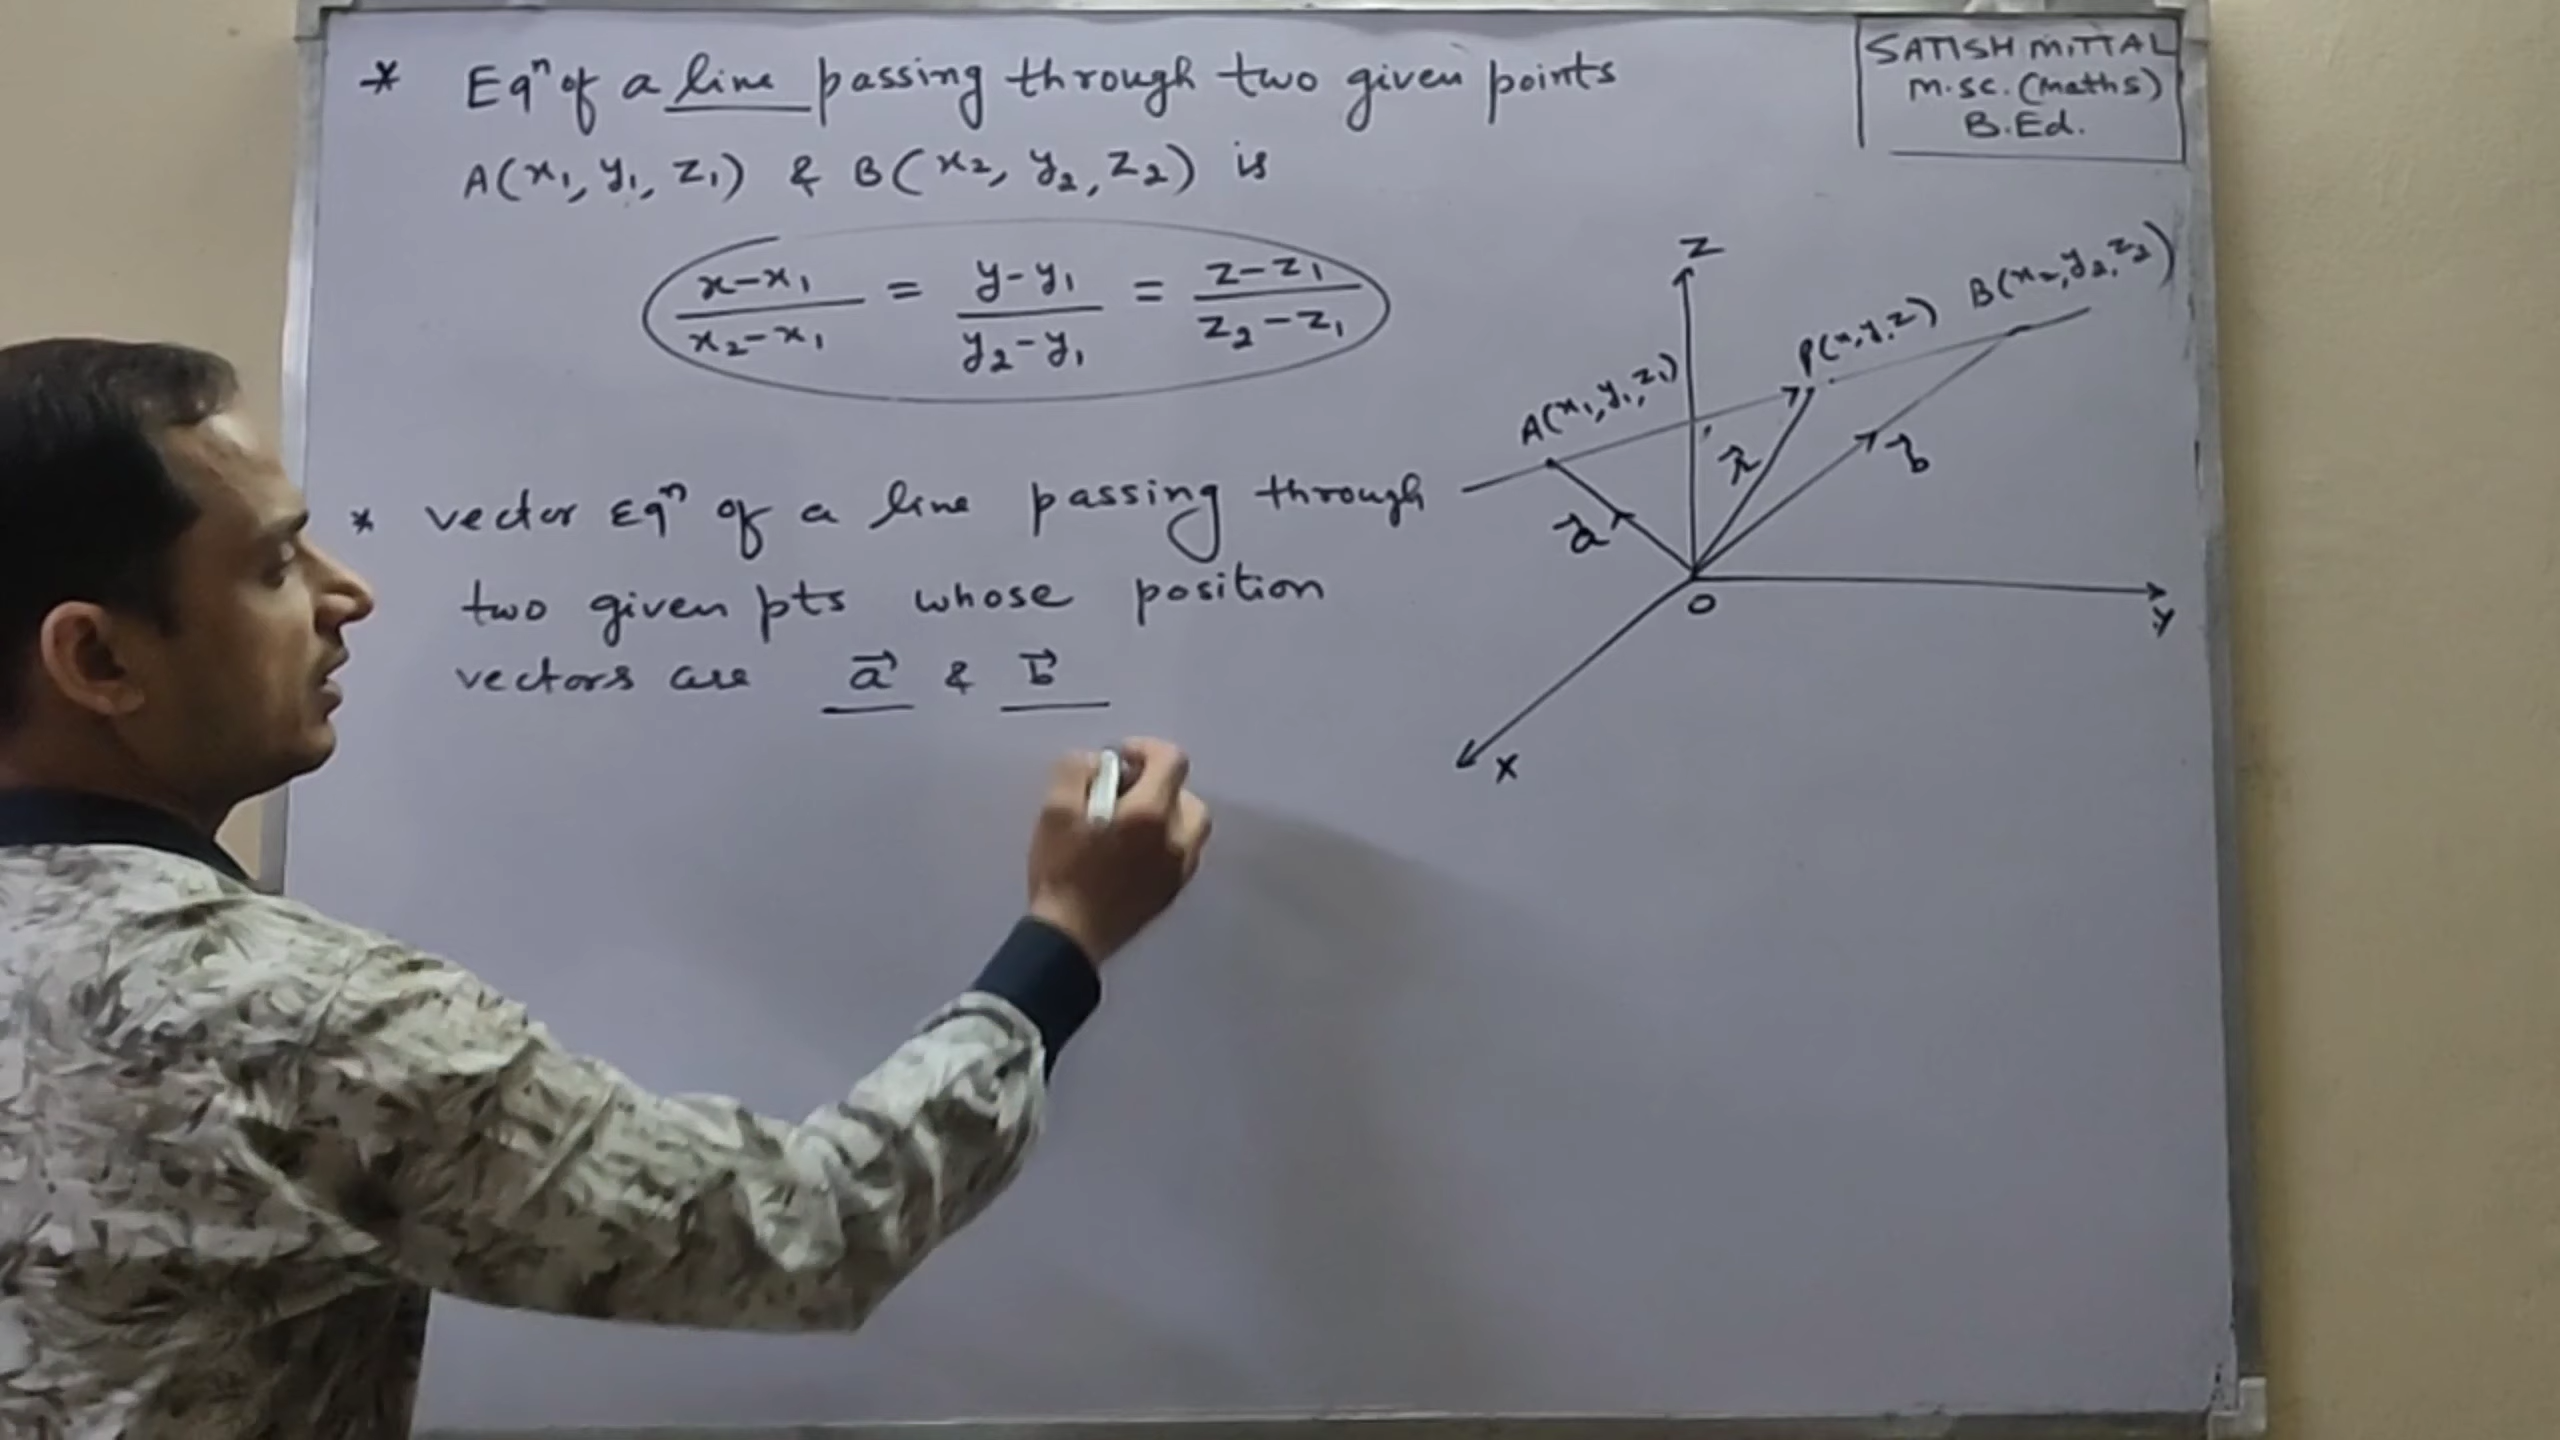 * Eqⁿ of a line passing through two given points
A(x₁, y₁, z₁) & B(x₂, y₂, z₂) is
x-x₁/x₂-x₁ = y-y₁/y₂-y₁ = z-z₁/z₂-z₁
* vector Eqⁿ of a line passing through
two given pts whose position
vectors are a⃗ & b⃗
SATISH MITTAL
M.SC. (Maths)
B.Ed.
Z
B(x₂, y₂, z₂)
P(x, y, z)
A(x₁, y₁, z₁)
r⃗
b⃗
a⃗
O
y
X